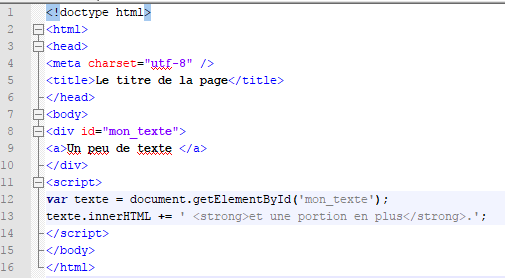 1 <!doctype html>
2 <html>
3 <head>
4 <meta charset="utf-8" />
5 <title>Le titre de la page</title>
6 </head>
7 <body>
8 <div id="mon_texte">
9 <a>Un peu de texte </a>
10 </div>
11 <script>
12 var texte = document.getElementById('mon_texte');
13 texte.innerHTML += ' <strong>et une portion en plus</strong>.';
14 </script>
15 </body>
16 </html>